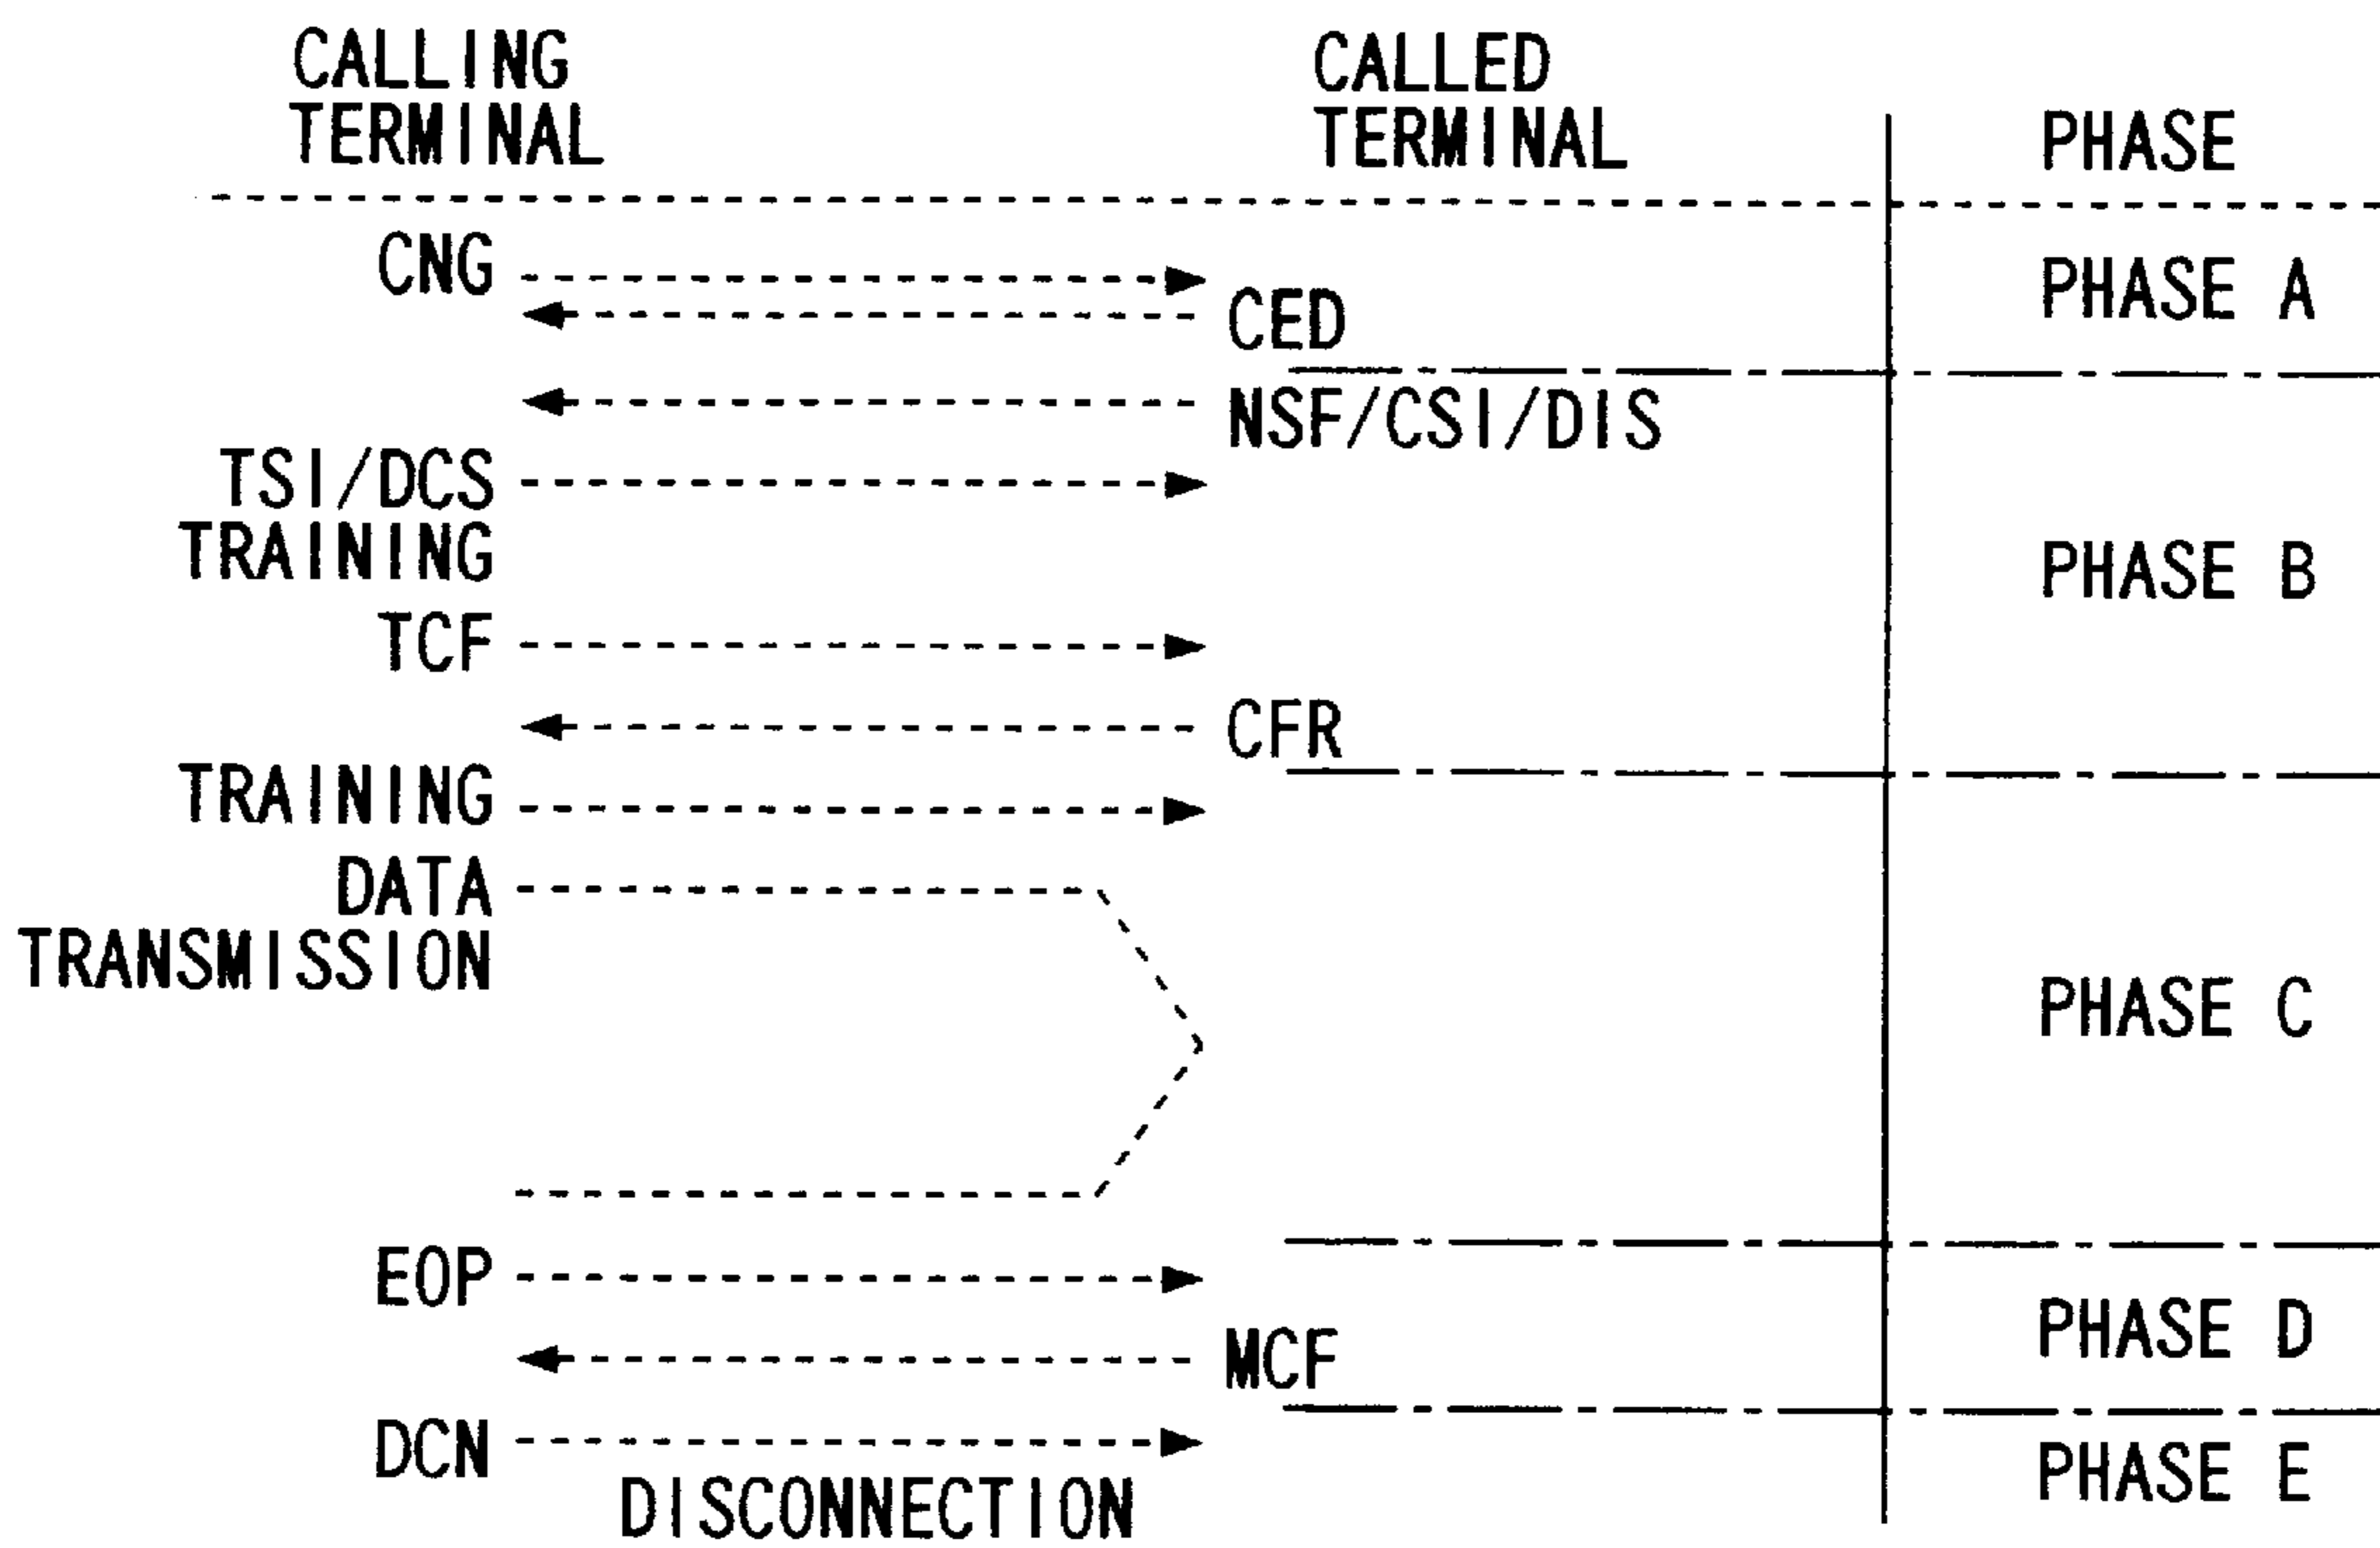 CALLING
TERMINAL
CALLED
TERMINAL
PHASE
CNG
CED
PHASE A
NSF/CSI/DIS
TSI/DCS
TRAINING
PHASE B
TCF
CFR
TRAINING
DATA
TRANSMISSION
PHASE C
EOP
PHASE D
MCF
DCN
PHASE E
DISCONNECTION